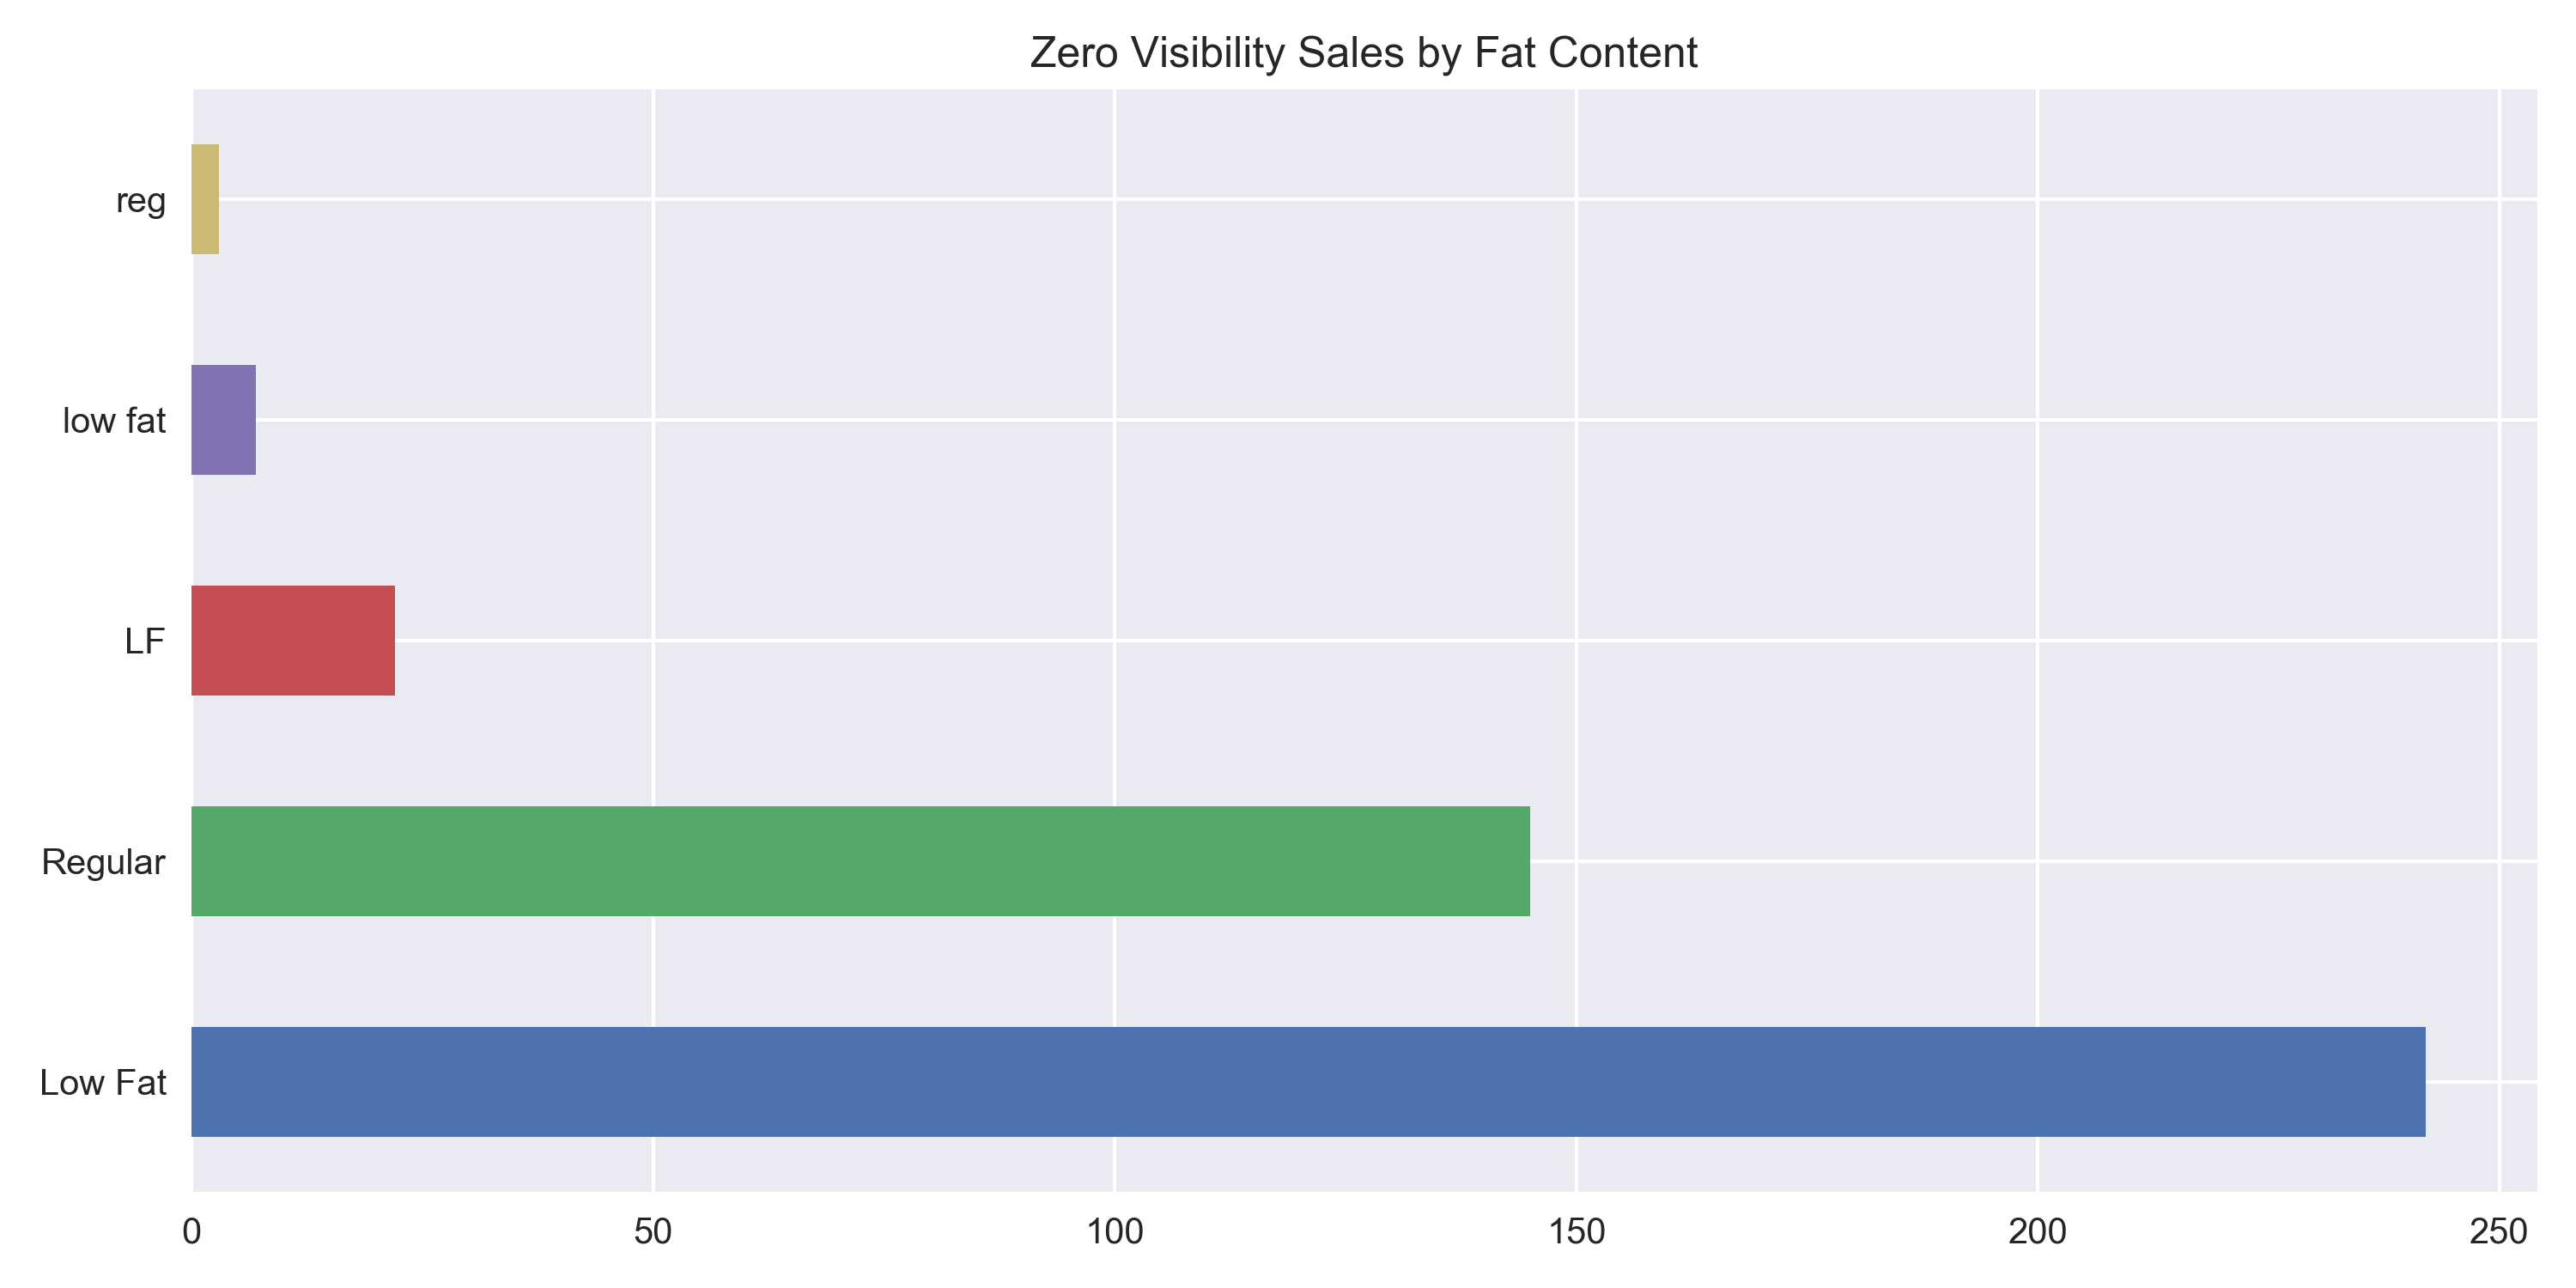 Zero Visibility Sales by Fat Content
reg
low fat
LF
Regular
Low Fat
0 50 100 150 200 250